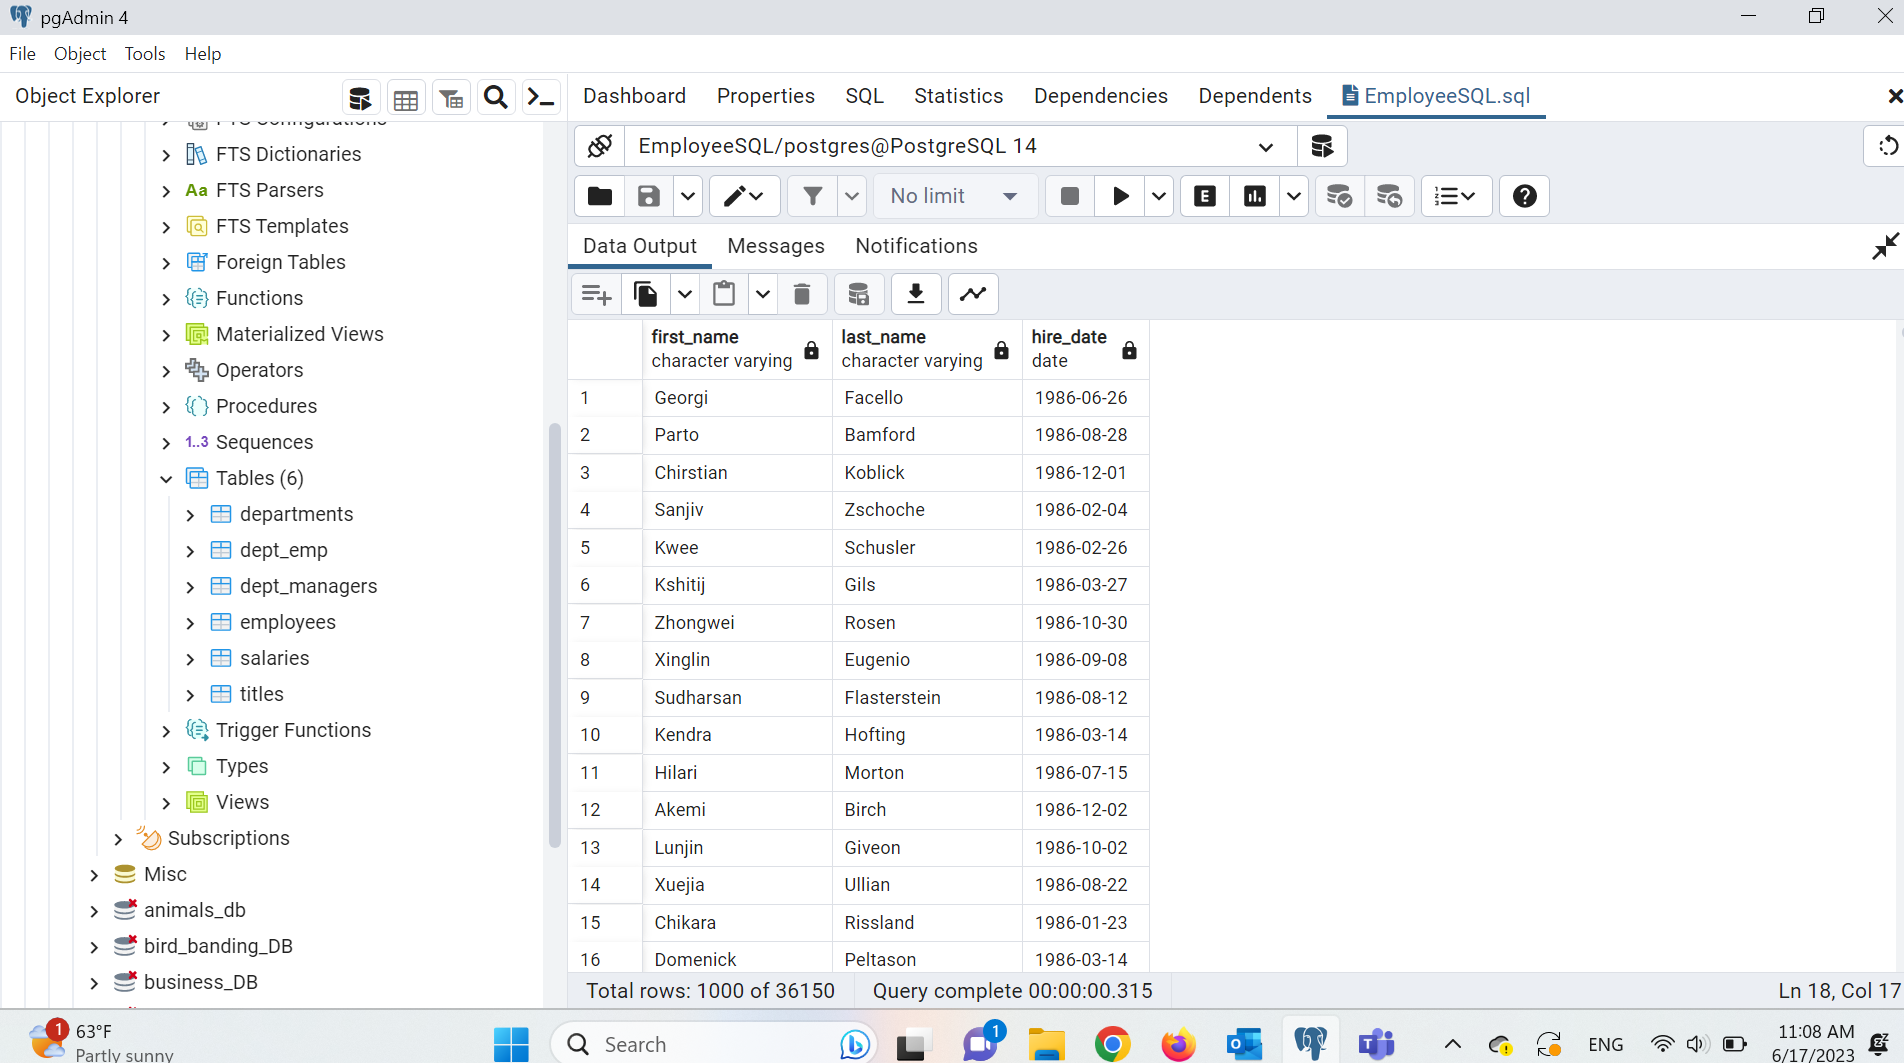 pgAdmin 4
File Object Tools Help
Object Explorer
Dashboard Properties SQL Statistics Dependencies Dependents EmployeeSQL.sql
FTS Configurations
FTS Dictionaries
Aa FTS Parsers
FTS Templates
Foreign Tables
Functions
Materialized Views
Operators
Procedures
1..3 Sequences
Tables (6)
departments
dept_emp
dept_managers
employees
salaries
titles
Trigger Functions
Types
Views
Subscriptions
Misc
animals_db
bird_banding_DB
business_DB
EmployeeSQL/postgres@PostgreSQL 14
No limit
E
Data Output Messages Notifications
first_name last_name hire_date
character varying character varying date
1 Georgi Facello 1986-06-26
2 Parto Bamford 1986-08-28
3 Chirstian Koblick 1986-12-01
4 Sanjiv Zschoche 1986-02-04
5 Kwee Schusler 1986-02-26
6 Kshitij Gils 1986-03-27
7 Zhongwei Rosen 1986-10-30
8 Xinglin Eugenio 1986-09-08
9 Sudharsan Flasterstein 1986-08-12
10 Kendra Hofting 1986-03-14
11 Hilari Morton 1986-07-15
12 Akemi Birch 1986-12-02
13 Lunjin Giveon 1986-10-02
14 Xuejia Ullian 1986-08-22
15 Chikara Rissland 1986-01-23
16 Domenick Peltason 1986-03-14
Total rows: 1000 of 36150 Query complete 00:00:00.315 Ln 18, Col 17
1 63°F
Partly sunny
Search
1
ENG
11:08 AM
6/17/2023